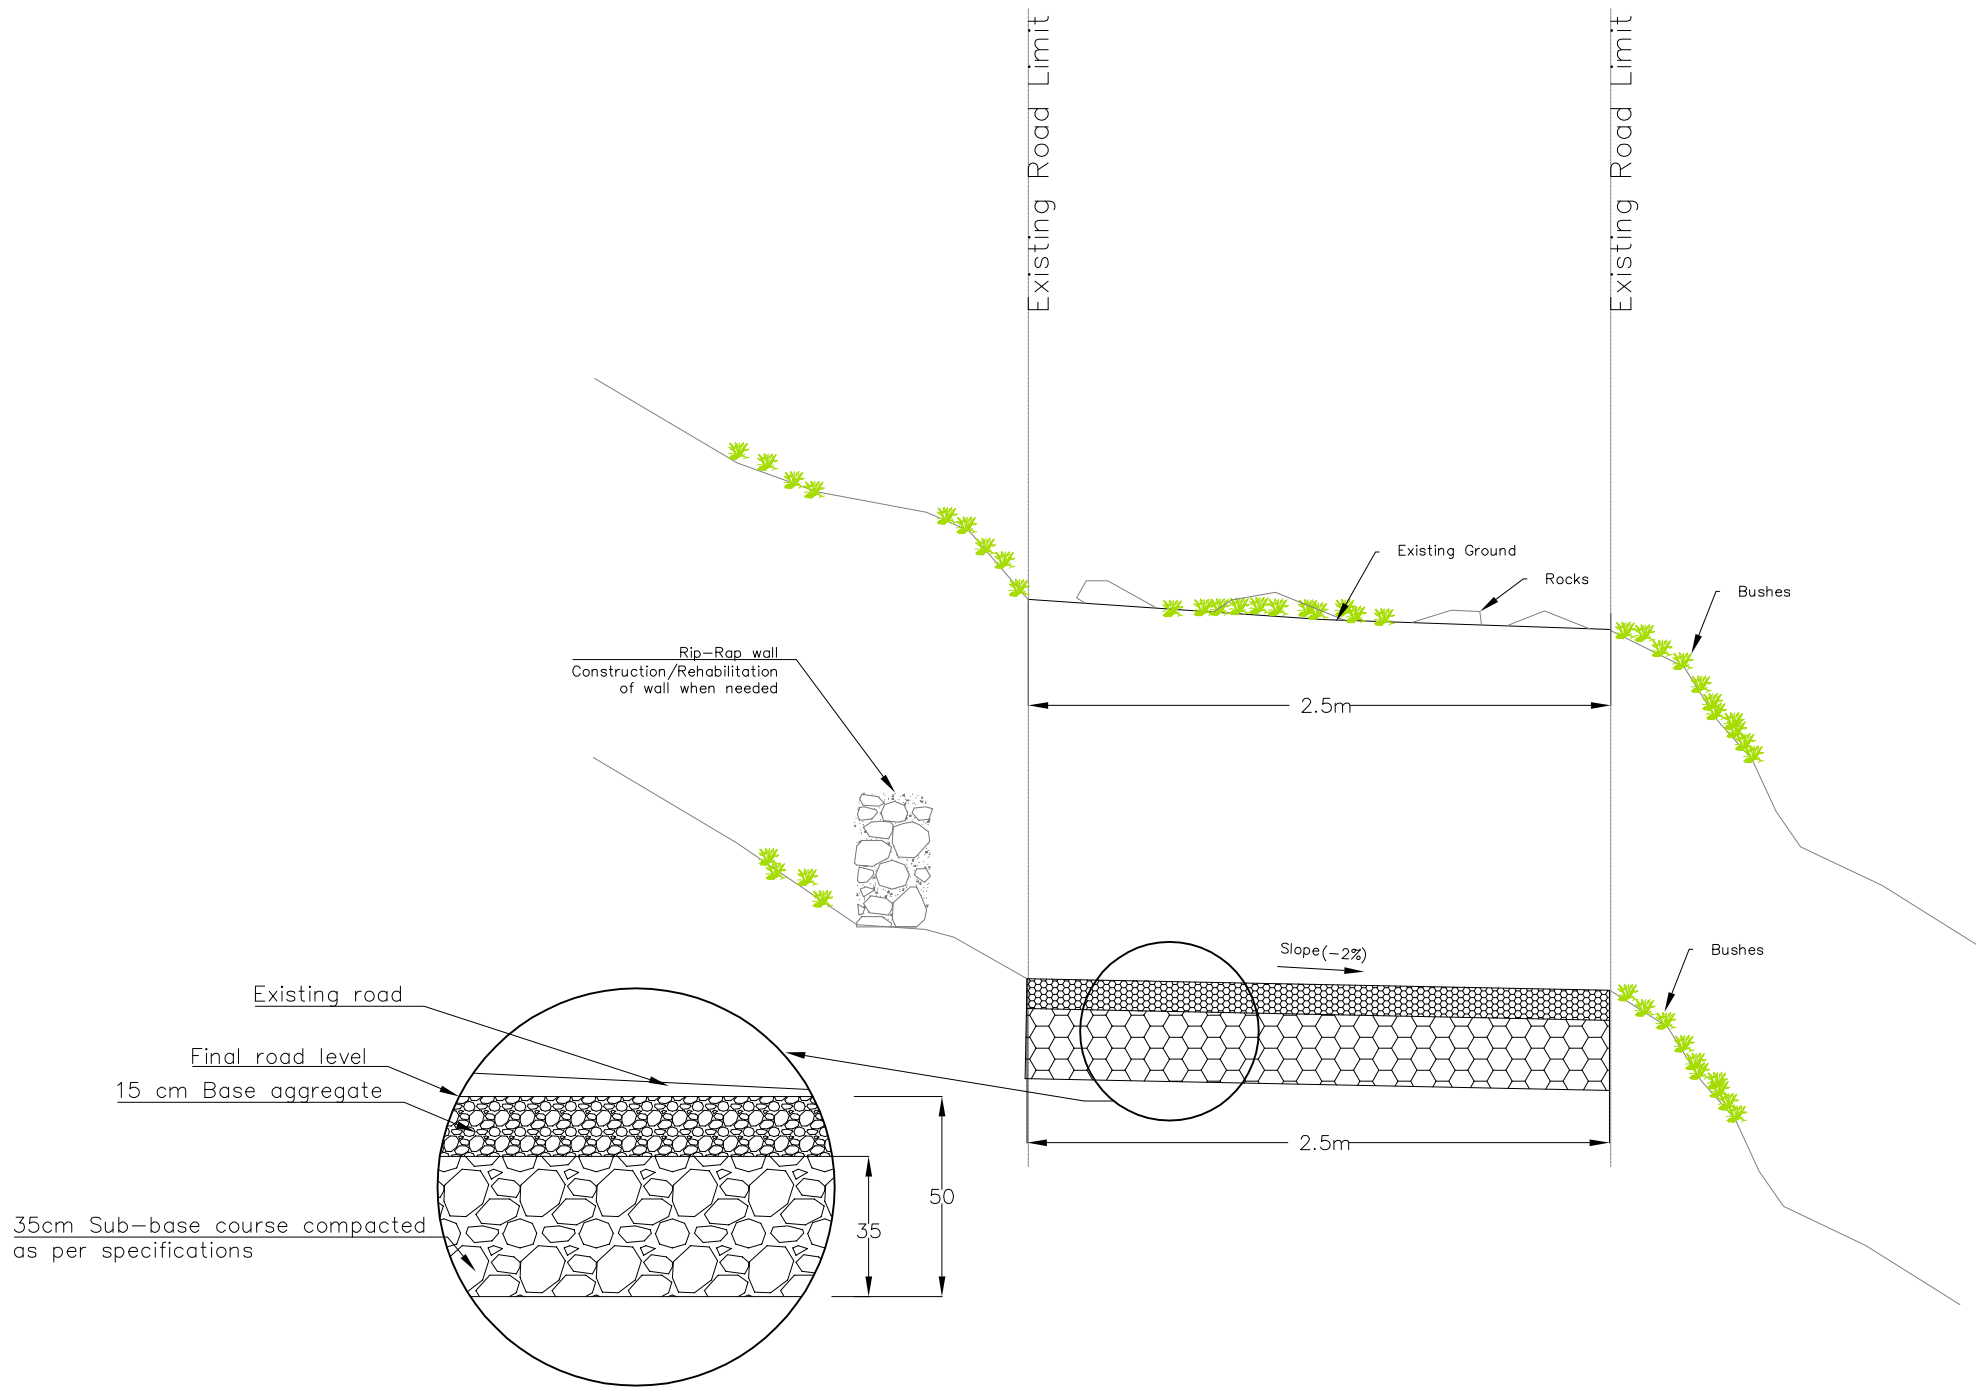 Existing Road Limit
Existing Road Limit
Existing Ground
Rocks
Bushes
Rip-Rap wall
Construction/Rehabilitation
of wall when needed
2.5m
Slope(-2%)
Bushes
Existing road
Final road level
15 cm Base aggregate
2.5m
50
35
35cm Sub-base course compacted
as per specifications